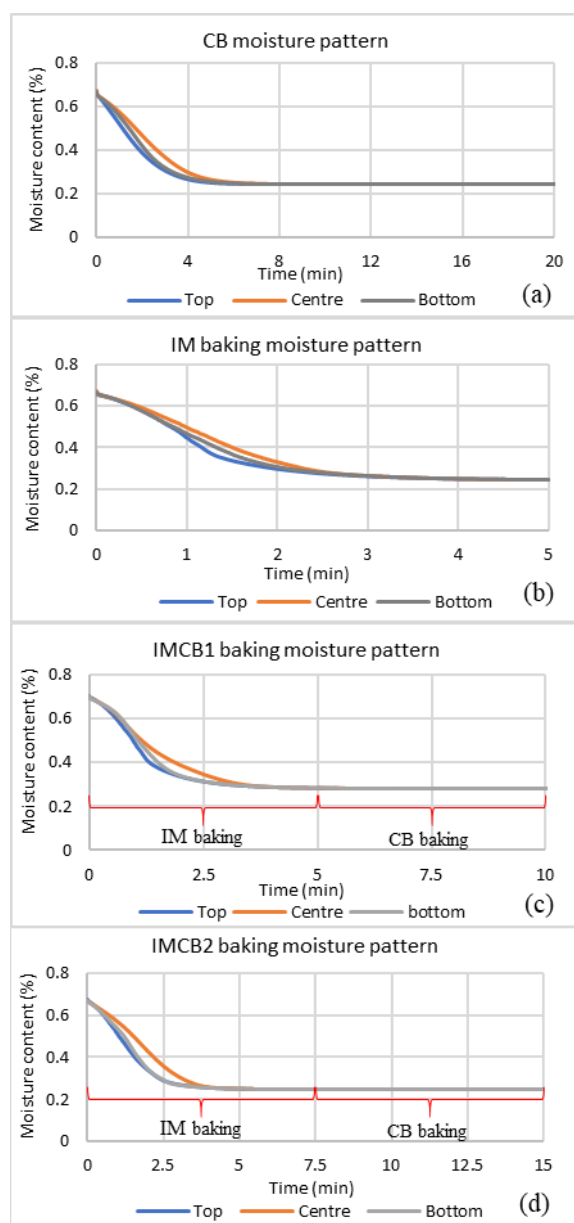 CB moisture pattern
Moisture content (%)
0.8
0.6
0.4
0.2
0
0 4 8 12 16 20
Time (min)
Top Centre Bottom
(a)
IM baking moisture pattern
Moisture content (%)
0.8
0.6
0.4
0.2
0
0 1 2 3 4 5
Time (min)
Top Centre Bottom
(b)
IMCB1 baking moisture pattern
Moisture content (%)
0.8
0.6
0.4
0.2
0
IM baking CB baking
0 2.5 5 7.5 10
Time (min)
Top Centre bottom
(c)
IMCB2 baking moisture pattern
Moisture content (%)
0.8
0.6
0.4
0.2
0
IM baking CB baking
0 2.5 5 7.5 10 12.5 15
Time (min)
Top Centre Bottom
(d)